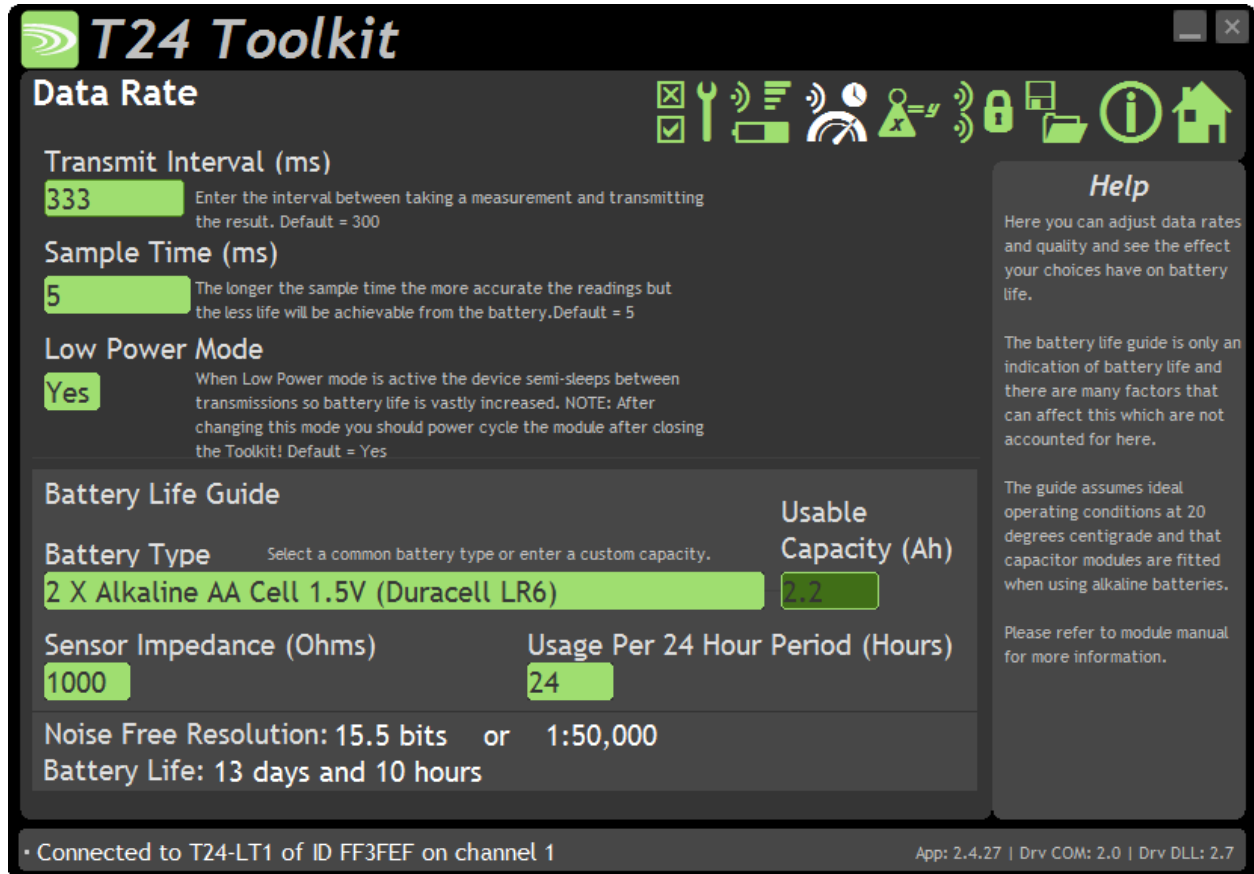 T24 Toolkit
Data Rate
Transmit Interval (ms)
333
Enter the interval between taking a measurement and transmitting
the result. Default = 300
Sample Time (ms)
5
The longer the sample time the more accurate the readings but
the less life will be achievable from the battery.Default = 5
Low Power Mode
Yes
When Low Power mode is active the device semi-sleeps between
transmissions so battery life is vastly increased. NOTE: After
changing this mode you should power cycle the module after closing
the Toolkit! Default = Yes
Battery Life Guide
Battery Type
Select a common battery type or enter a custom capacity.
2 X Alkaline AA Cell 1.5V (Duracell LR6)
Usable
Capacity (Ah)
2.2
Sensor Impedance (Ohms)
1000
Usage Per 24 Hour Period (Hours)
24
Noise Free Resolution: 15.5 bits or 1:50,000
Battery Life: 13 days and 10 hours
x
=y
Help
Here you can adjust data rates
and quality and see the effect
your choices have on battery
life.
The battery life guide is only an
indication of battery life and
there are many factors that
can affect this which are not
accounted for here.
The guide assumes ideal
operating conditions at 20
degrees centigrade and that
capacitor modules are fitted
when using alkaline batteries.
Please refer to module manual
for more information.
Connected to T24-LT1 of ID FF3FEF on channel 1
App: 2.4.27 | Drv COM: 2.0 | Drv DLL: 2.7